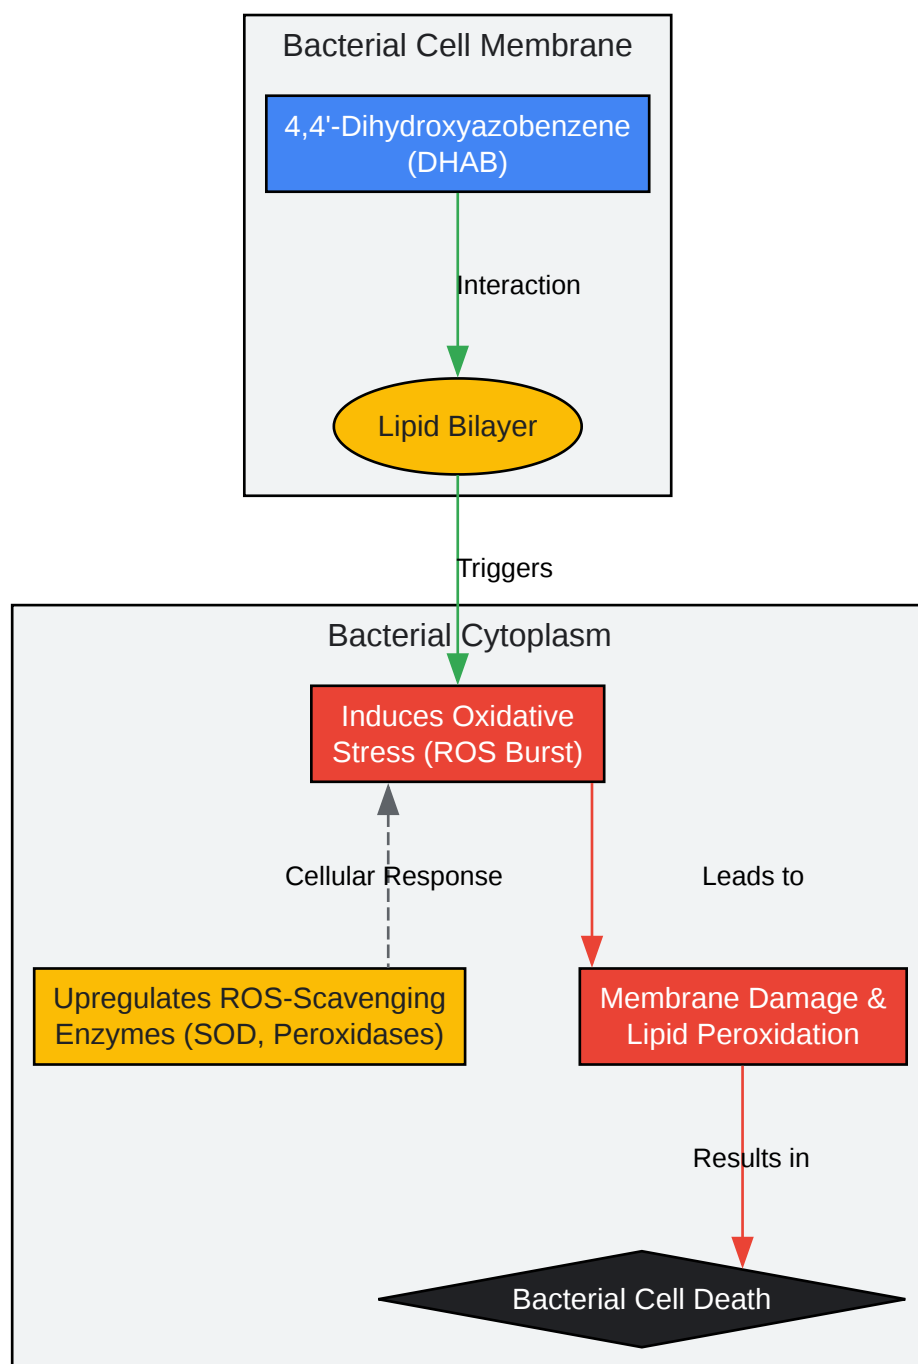 Bacterial Cell Membrane
4,4'-Dihydroxyazobenzene
(DHAB)
Interaction
Lipid Bilayer
Triggers
Bacterial Cytoplasm
Induces Oxidative
Stress (ROS Burst)
Cellular Response
Leads to
Upregulates ROS-Scavenging
Enzymes (SOD, Peroxidases)
Membrane Damage &
Lipid Peroxidation
Results in
Bacterial Cell Death